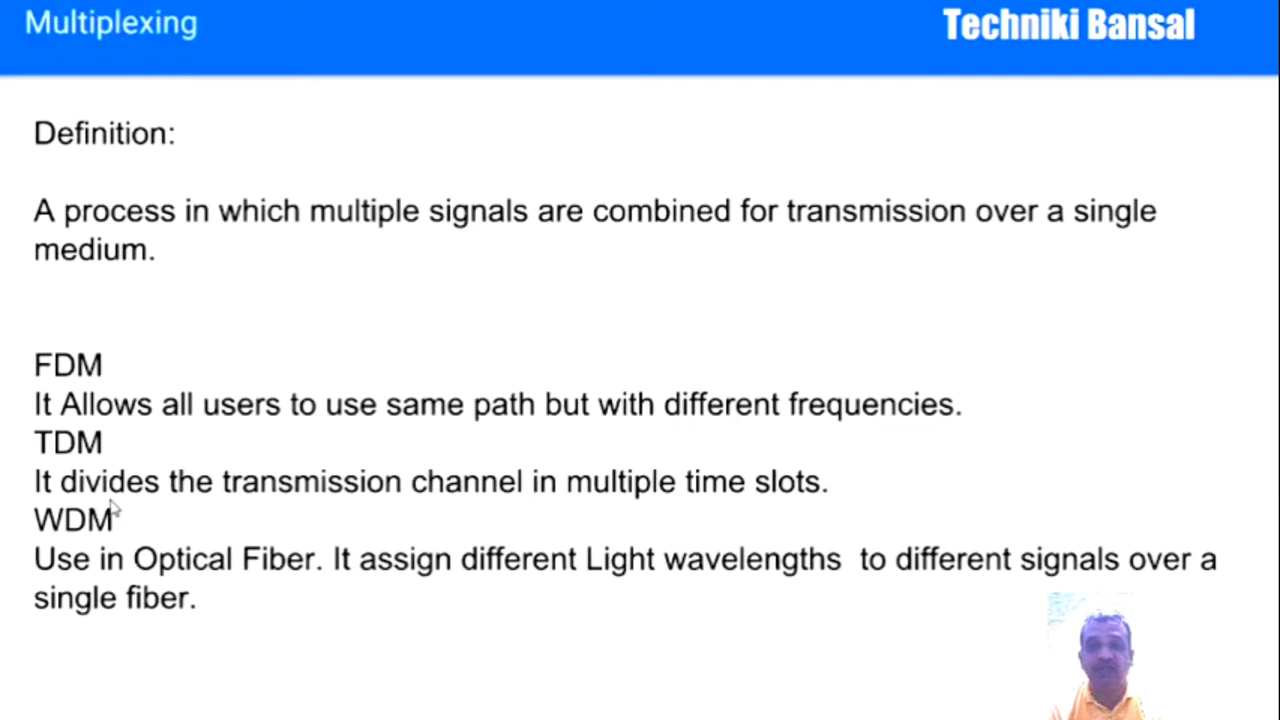 Multiplexing
Techniki Bansal
Definition:
A process in which multiple signals are combined for transmission over a single
medium.
FDM
It Allows all users to use same path but with different frequencies.
TDM
It divides the transmission channel in multiple time slots.
WDM
Use in Optical Fiber. It assign different Light wavelengths  to different signals over a
single fiber.